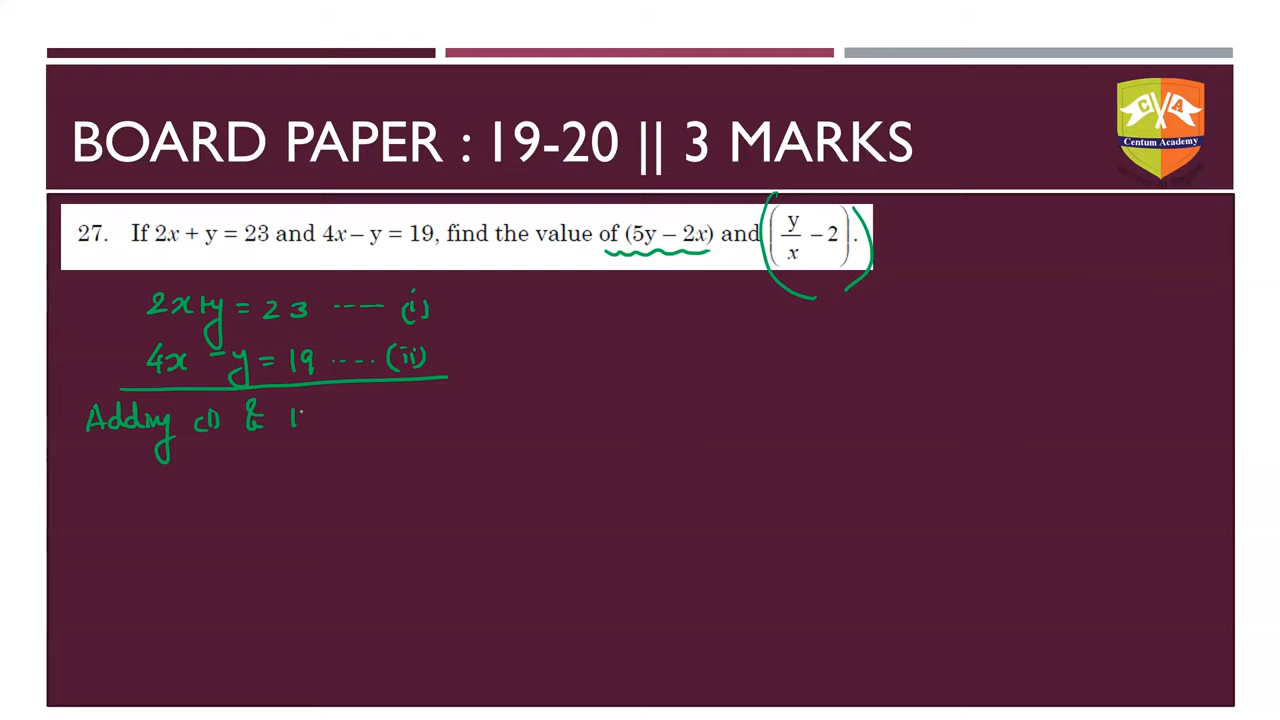 BOARD PAPER : 19-20 || 3 MARKS
C A
Centum Academy
27. If 2x + y = 23 and 4x – y = 19, find the value of (5y – 2x) and (y/x – 2).
2x+y = 23 ---- (i)
4x - y = 19 ---- (ii)
Adding (i) &